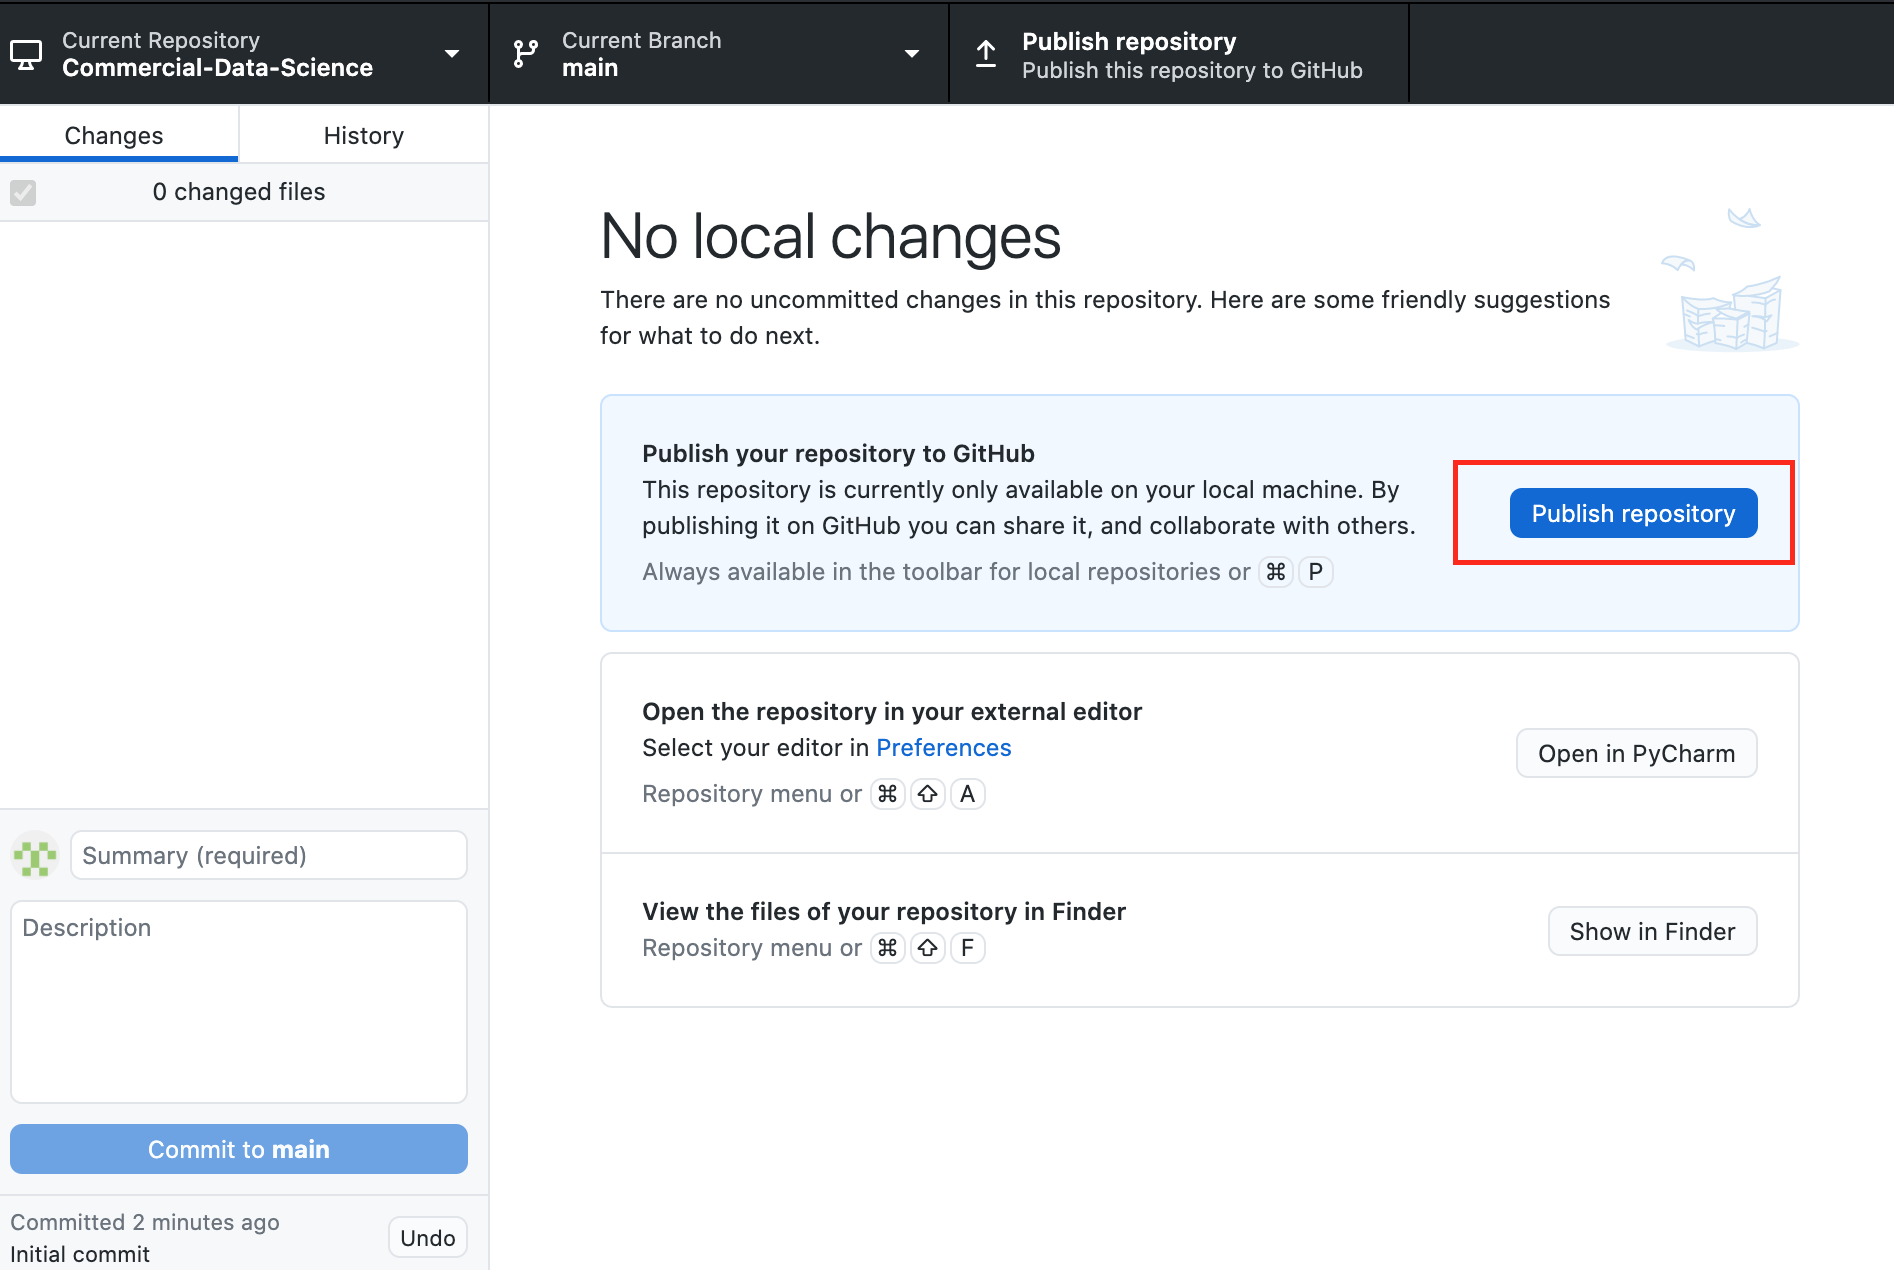 Current Repository
Commercial-Data-Science
Current Branch
main
Publish repository
Publish this repository to GitHub
Changes
History
0 changed files
No local changes
There are no uncommitted changes in this repository. Here are some friendly suggestions
for what to do next.
Publish your repository to GitHub
This repository is currently only available on your local machine. By
publishing it on GitHub you can share it, and collaborate with others.
Always available in the toolbar for local repositories or ⌘ P
Publish repository
Open the repository in your external editor
Select your editor in Preferences
Repository menu or ⌘ ⇧ A
Open in PyCharm
View the files of your repository in Finder
Repository menu or ⌘ ⇧ F
Show in Finder
Summary (required)
Description
Commit to main
Committed 2 minutes ago
Initial commit
Undo